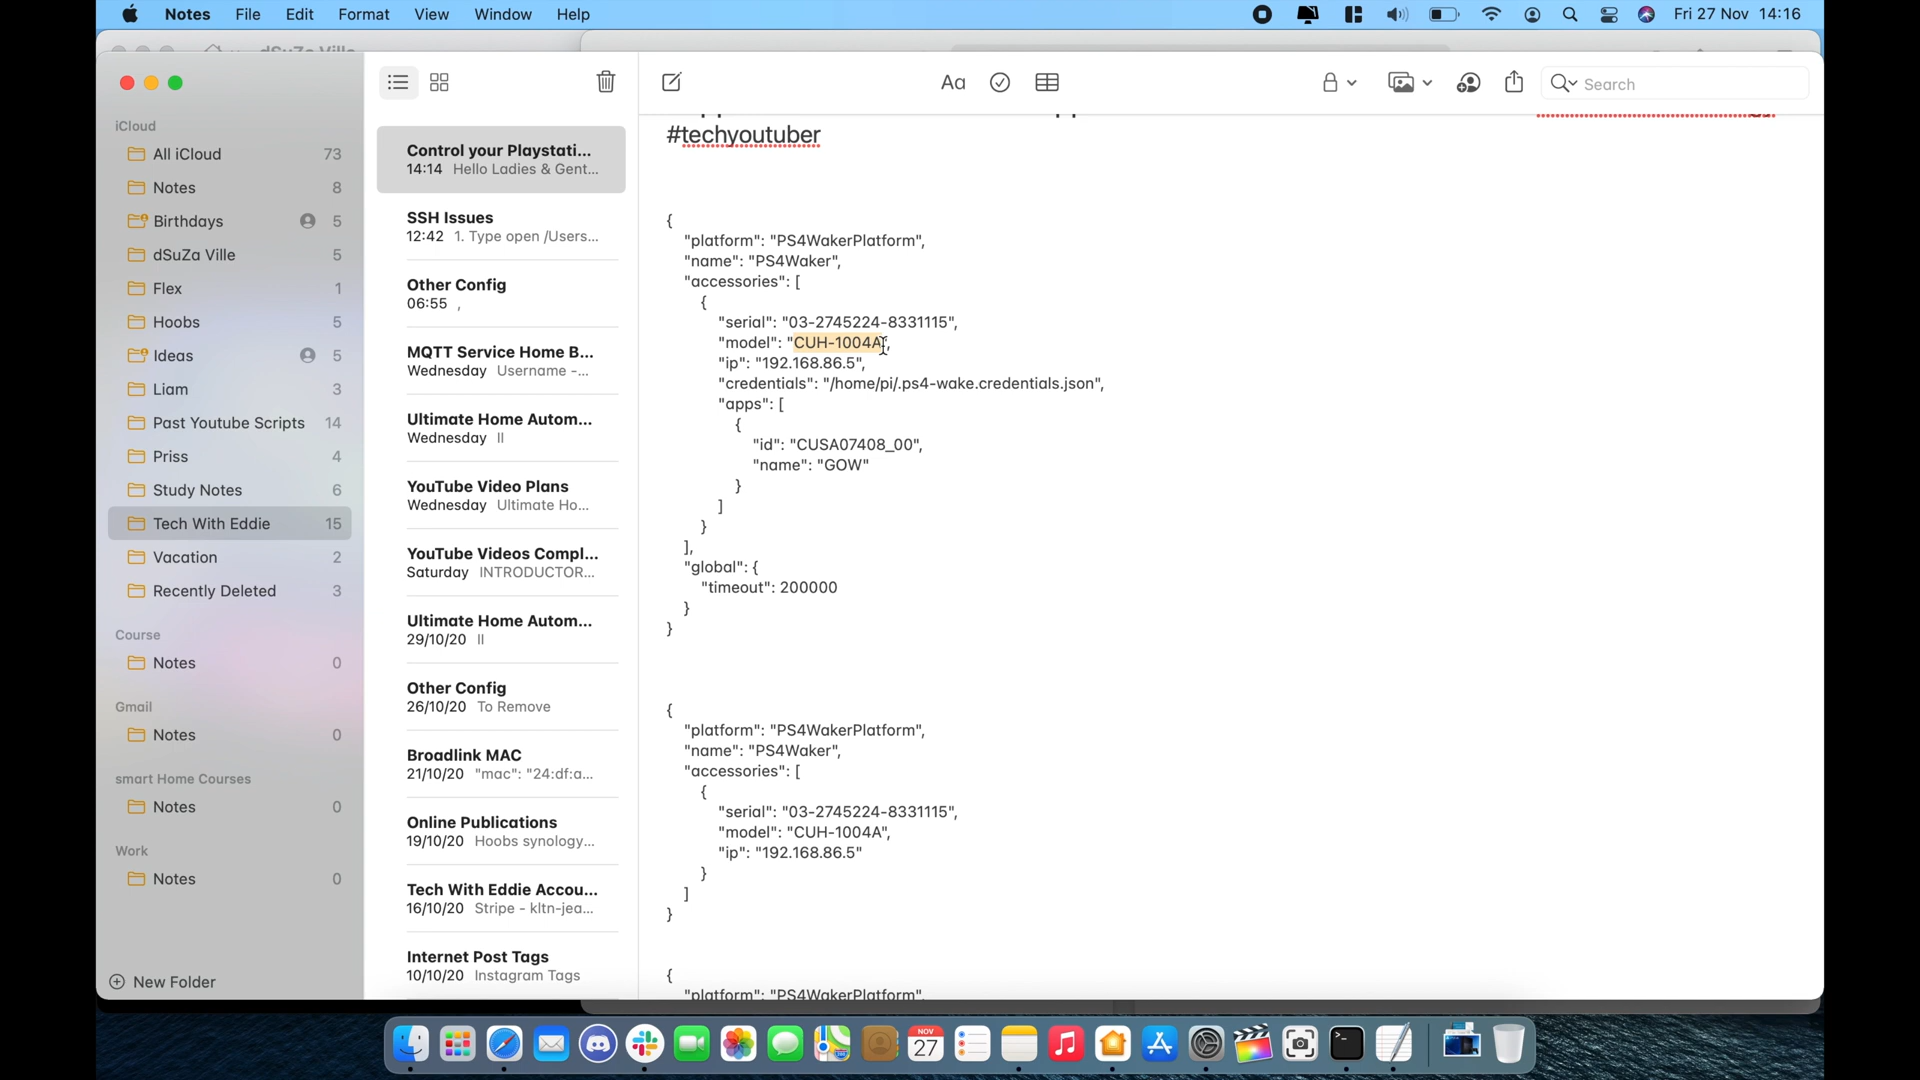 Notes File Edit Format View Window Help Fri 27 Nov 14:16
dSuZa Ville
Search
iCloud
All iCloud 73
Notes 8
Birthdays 5
dSuZa Ville 5
Flex 1
Hoobs 5
Ideas 5
Liam 3
Past Youtube Scripts 14
Priss 4
Study Notes 6
Tech With Eddie 15
Vacation 2
Recently Deleted 3
Course
Notes 0
Gmail
Notes 0
smart Home Courses
Notes 0
Work
Notes 0
New Folder
Control your Playstati...
14:14 Hello Ladies & Gent...
SSH Issues
12:42 1. Type open /Users...
Other Config
06:55 ,
MQTT Service Home B...
Wednesday Username -...
Ultimate Home Autom...
Wednesday II
YouTube Video Plans
Wednesday Ultimate Ho...
YouTube Videos Compl...
Saturday INTRODUCTOR...
Ultimate Home Autom...
29/10/20 II
Other Config
26/10/20 To Remove
Broadlink MAC
21/10/20 "mac": "24:df:a...
Online Publications
19/10/20 Hoobs synology...
Tech With Eddie Accou...
16/10/20 Stripe - kltn-jea...
Internet Post Tags
10/10/20 Instagram Tags
Aa
#techyoutuber
{
"platform": "PS4WakerPlatform",
"name": "PS4Waker",
"accessories": [
{
"serial": "03-2745224-8331115",
"model": "CUH-1004A",
"ip": "192.168.86.5",
"credentials": "/home/pi/.ps4-wake.credentials.json",
"apps": [
{
"id": "CUSA07408_00",
"name": "GOW"
}
]
}
],
"global": {
"timeout": 200000
}
}
{
"platform": "PS4WakerPlatform",
"name": "PS4Waker",
"accessories": [
{
"serial": "03-2745224-8331115",
"model": "CUH-1004A",
"ip": "192.168.86.5"
}
]
}
{
"platform": "PS4WakerPlatform",
NOV
27